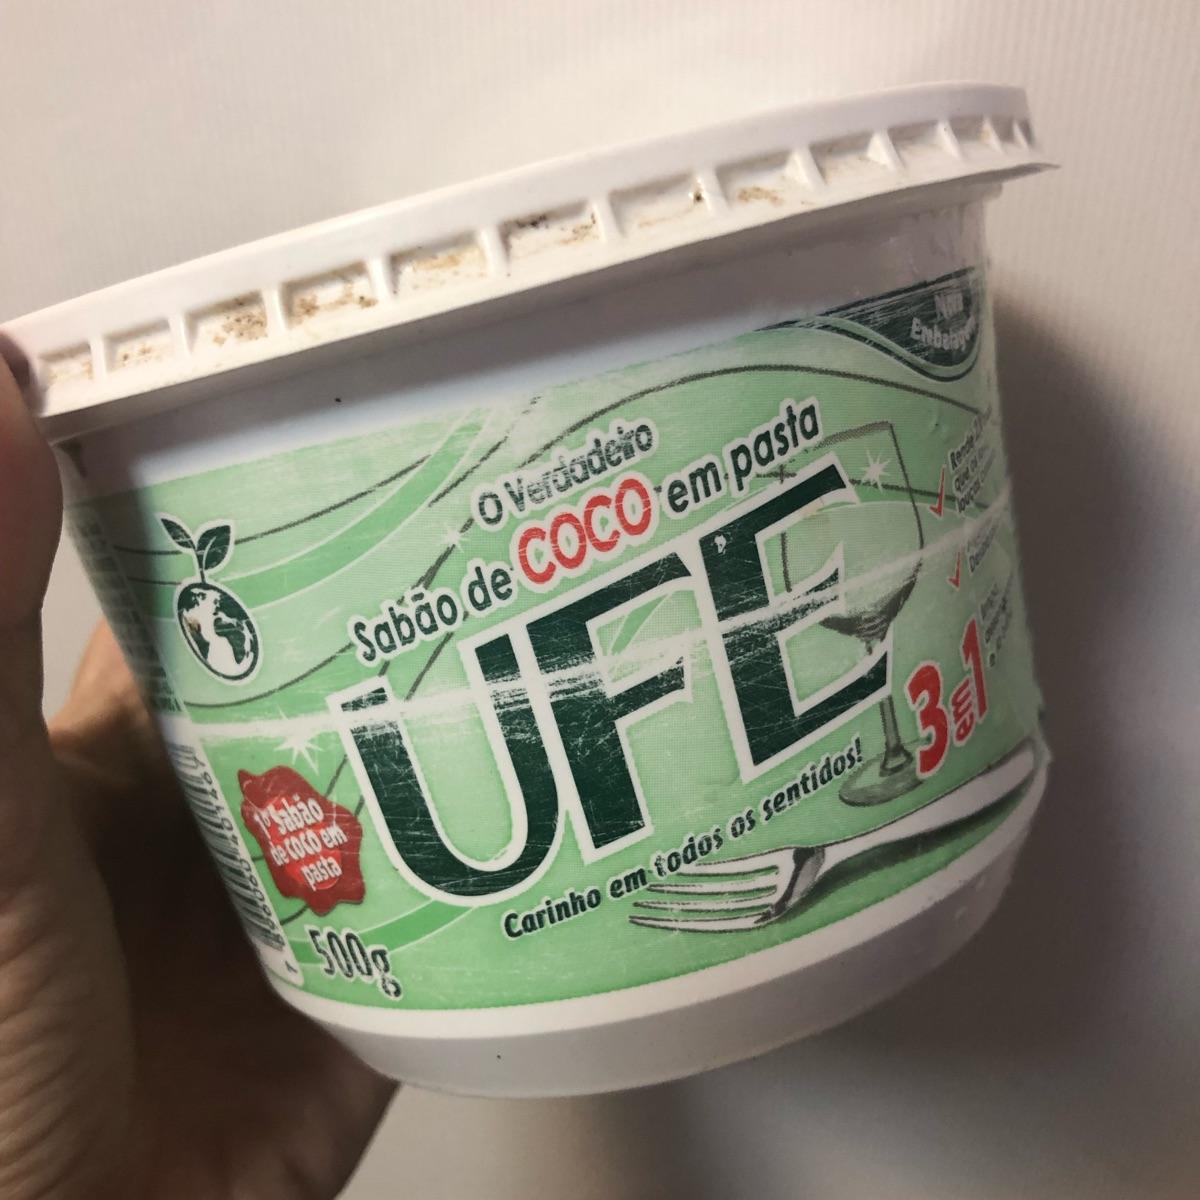 Nova
Embalagem
O Verdadeiro
Sabão de COCO em pasta
UFE
3 em 1
Carinho em todos os sentidos!
1º Sabão
de coco em
pasta
500g